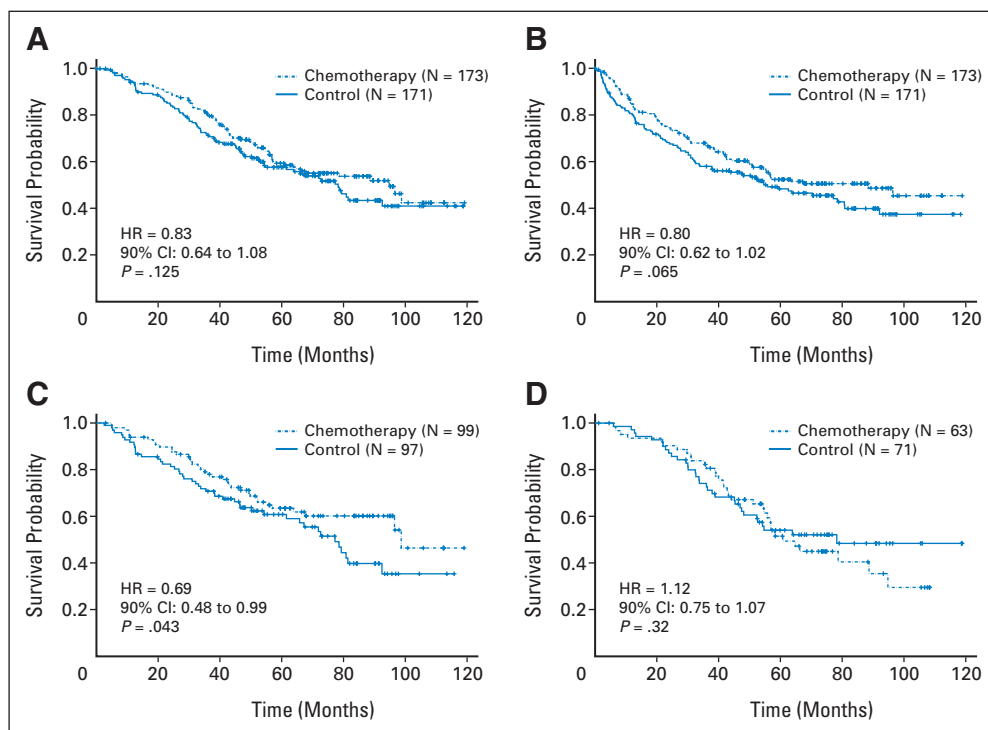 A
Survival Probability
1.0
0.8
0.6
0.4
0.2
0
20
40
60
80
100
120
Time (Months)
Chemotherapy (N = 173)
Control (N = 171)
HR = 0.83
90% CI: 0.64 to 1.08
P = .125
B
Survival Probability
1.0
0.8
0.6
0.4
0.2
0
20
40
60
80
100
120
Time (Months)
Chemotherapy (N = 173)
Control (N = 171)
HR = 0.80
90% CI: 0.62 to 1.02
P = .065
C
Survival Probability
1.0
0.8
0.6
0.4
0.2
0
20
40
60
80
100
120
Time (Months)
Chemotherapy (N = 99)
Control (N = 97)
HR = 0.69
90% CI: 0.48 to 0.99
P = .043
D
Survival Probability
1.0
0.8
0.6
0.4
0.2
0
20
40
60
80
100
120
Time (Months)
Chemotherapy (N = 63)
Control (N = 71)
HR = 1.12
90% CI: 0.75 to 1.07
P = .32